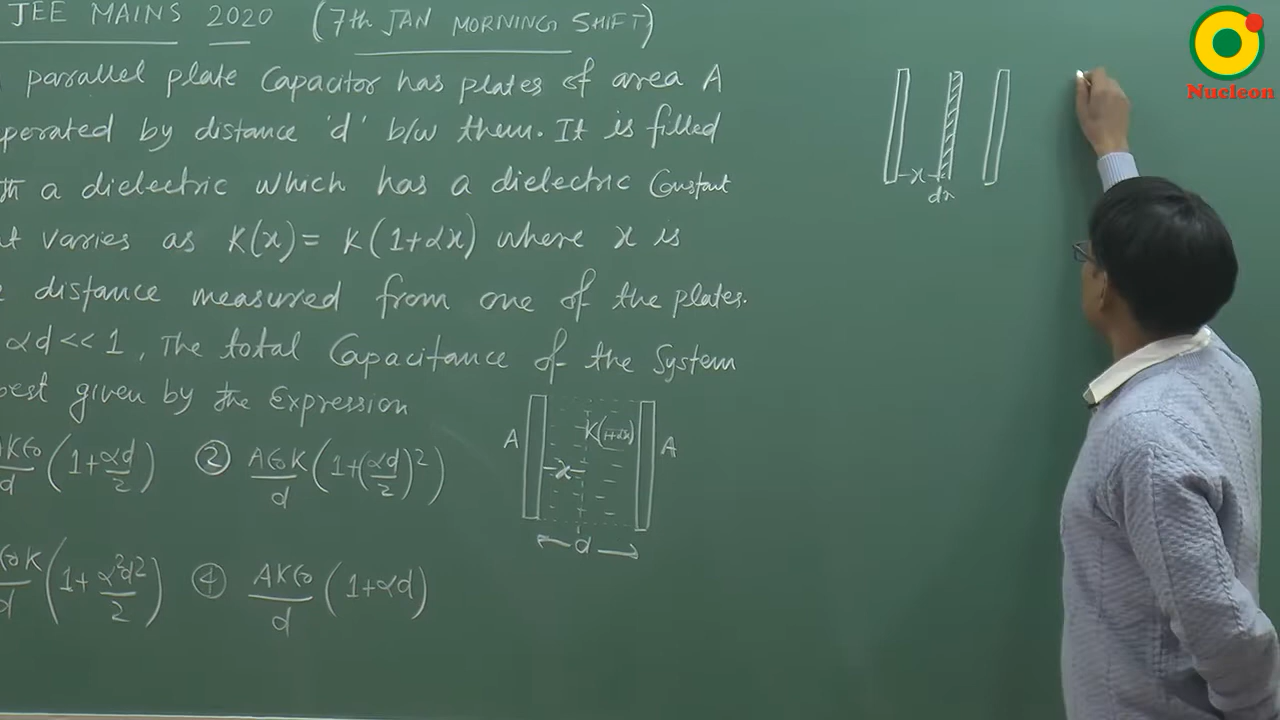 JEE MAINS 2020 (7th JAN MORNING SHIFT)
parallel plate Capacitor has plates of area A
perated by distance 'd' b/w them. It is filled
th a dielectric which has a dielectric Constant
at varies as K(x) = K(1+αx) where x is
e distance measured from one of the plates.
αd << 1, The total Capacitance of the System
best given by the Expression
AKϵ₀/d (1+αd/2) ② Aϵ₀K/d (1+(αd/2)²)
Aϵ₀K/d (1+α²d²/2) ④ AKϵ₀/d (1+αd)
A K(1+αx) A
x
d
x
dx
Nucleon